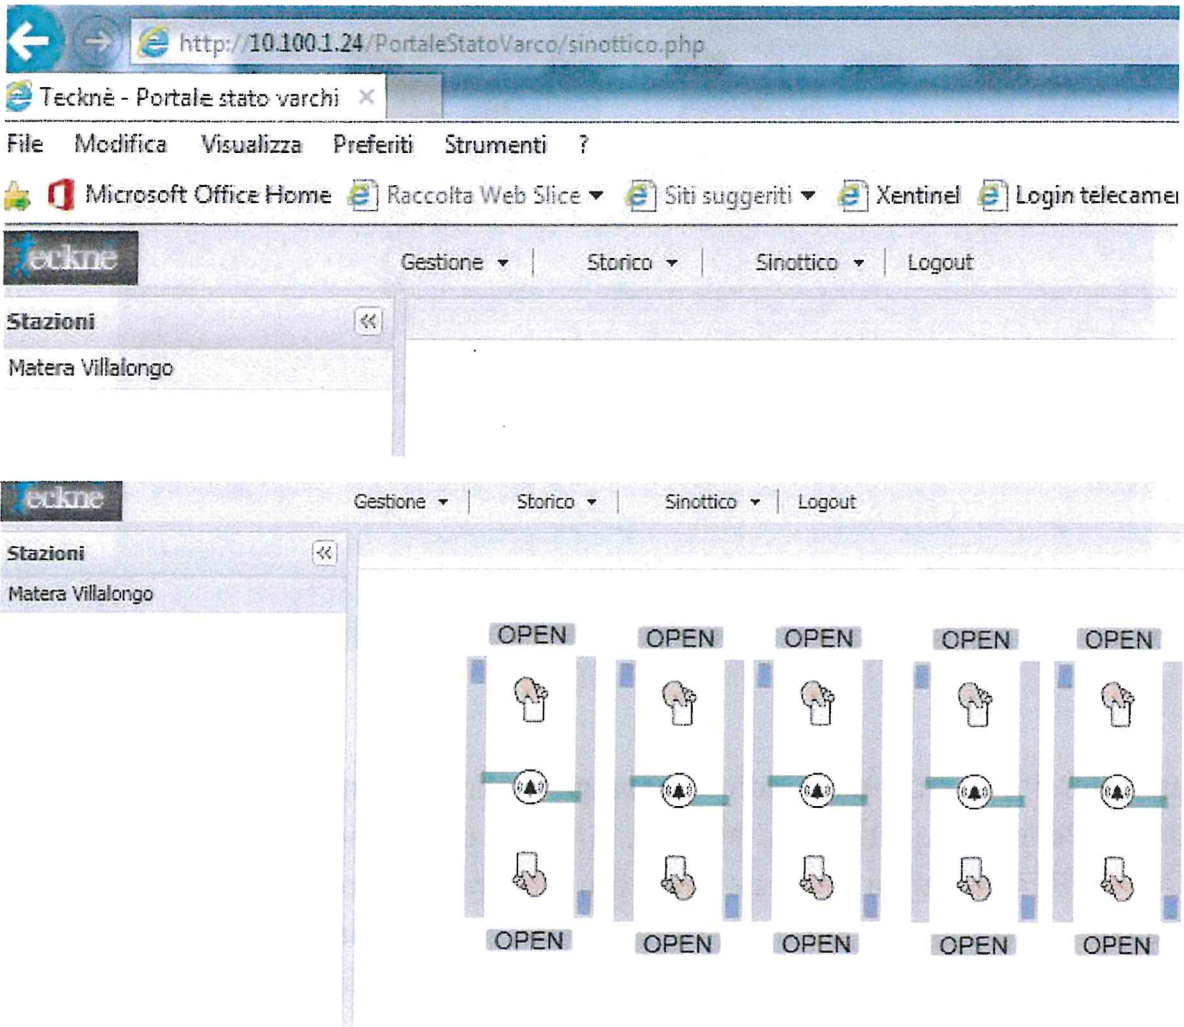 http://10.100.1.24/PortaleStatoVarco/sinottico.php
Tecknè - Portale stato varchi
File Modifica Visualizza Preferiti Strumenti ?
Microsoft Office Home Raccolta Web Slice Siti suggeriti Xentinel Login telecamer
Tecknè
Gestione Storico Sinottico Logout
Stazioni
Matera Villalongo
Tecknè
Gestione Storico Sinottico Logout
Stazioni
Matera Villalongo
OPEN OPEN OPEN OPEN OPEN
OPEN OPEN OPEN OPEN OPEN